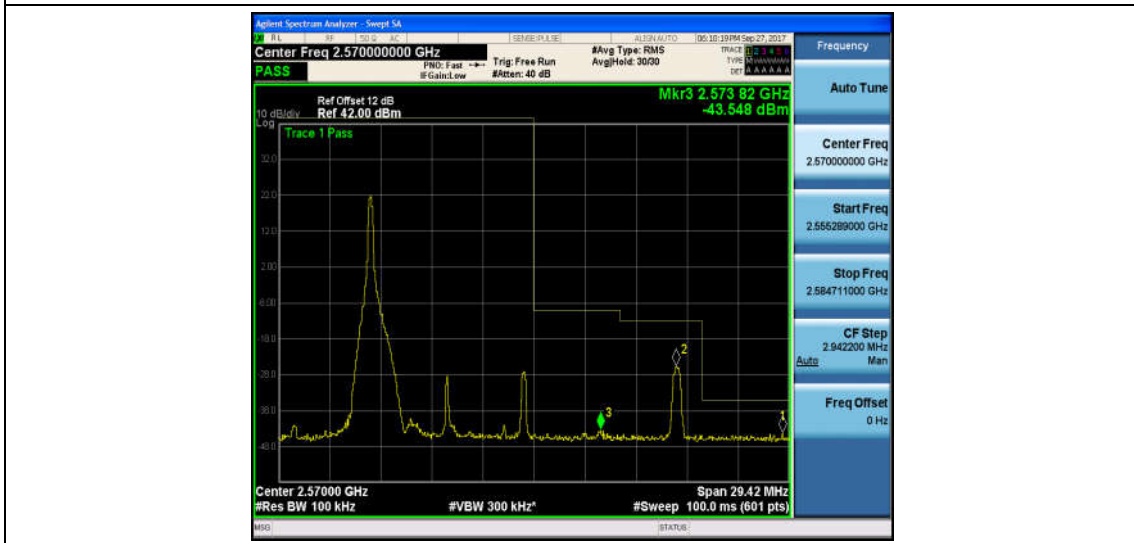 Agilent Spectrum Analyzer - Swept SA
RL RF 50 Ω AC SENSE:PULSE ALIGN AUTO 06:10:19 PM Sep 27, 2017
Center Freq 2.570000000 GHz
PASS
PNO: Fast
IFGain:Low
Trig: Free Run
#Atten: 40 dB
#Avg Type: RMS
Avg|Hold: 30/30
TRACE 1 2 3 4 5 6
TYPE M WWWWW
DET A A A A A A
Mkr3 2.573 82 GHz
-43.548 dBm
Ref Offset 12 dB
10 dB/div Ref 42.00 dBm
Log
Trace 1 Pass
32.0
22.0
12.0
2.00
-8.00
-18.0
-28.0
-38.0
-48.0
2
3
1
Center 2.57000 GHz Span 29.42 MHz
#Res BW 100 kHz #VBW 300 kHz* #Sweep 100.0 ms (601 pts)
MSG STATUS
Frequency
Auto Tune
Center Freq
2.570000000 GHz
Start Freq
2.555289000 GHz
Stop Freq
2.584711000 GHz
CF Step
2.942200 MHz
Auto Man
Freq Offset
0 Hz